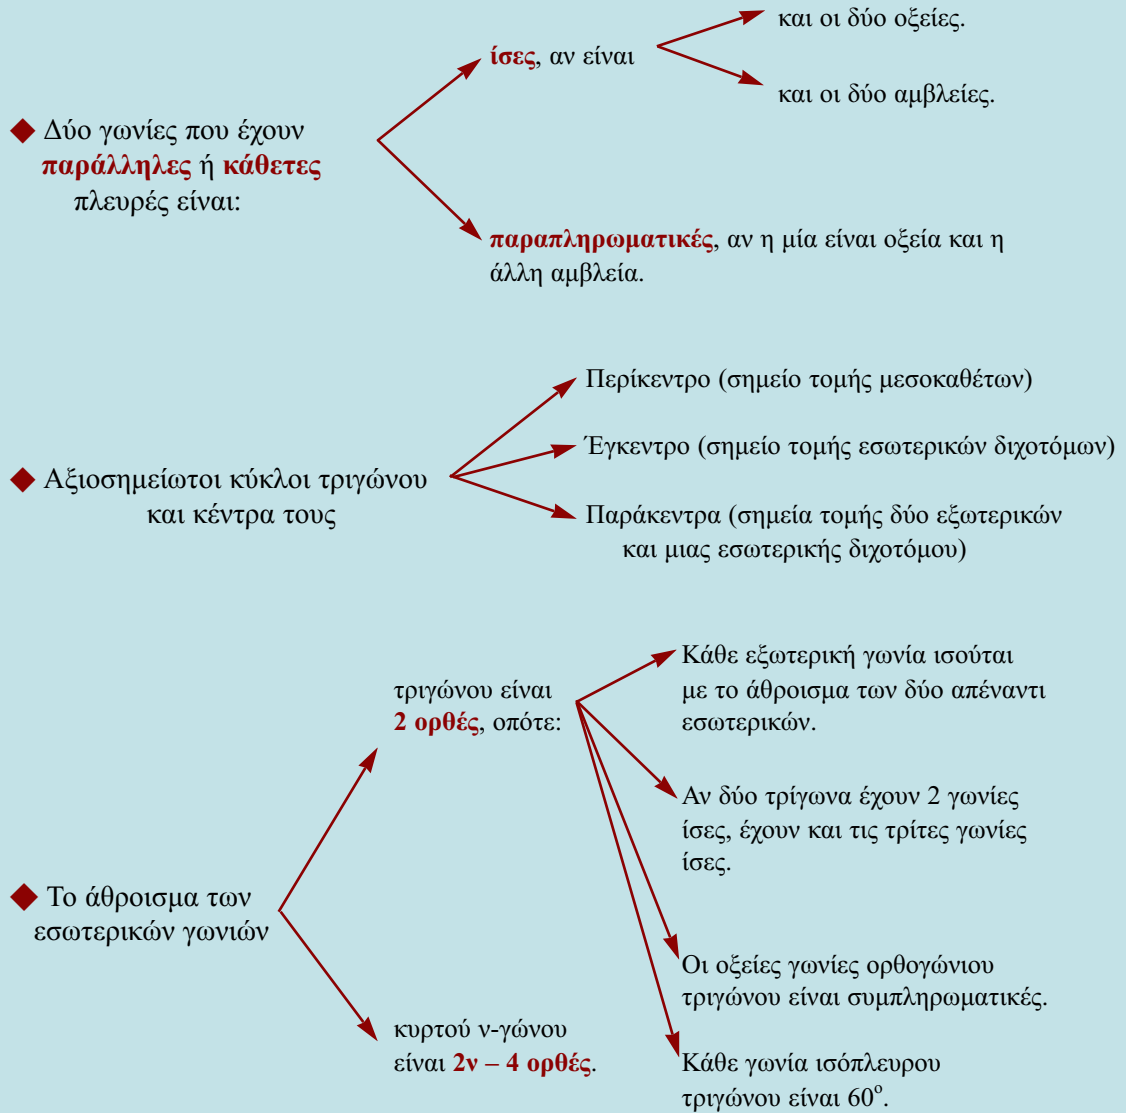 ◆ Δύο γωνίες που έχουν
παράλληλες ή κάθετες
πλευρές είναι:
ίσες, αν είναι
και οι δύο οξείες.
και οι δύο αμβλείες.
παραπληρωματικές, αν η μία είναι οξεία και η
άλλη αμβλεία.
◆ Αξιοσημείωτοι κύκλοι τριγώνου
και κέντρα τους
Περίκεντρο (σημείο τομής μεσοκαθέτων)
Έγκεντρο (σημείο τομής εσωτερικών διχοτόμων)
Παράκεντρα (σημεία τομής δύο εξωτερικών
και μιας εσωτερικής διχοτόμου)
◆ Το άθροισμα των
εσωτερικών γωνιών
τριγώνου είναι
2 ορθές, οπότε:
Κάθε εξωτερική γωνία ισούται
με το άθροισμα των δύο απέναντι
εσωτερικών.
Αν δύο τρίγωνα έχουν 2 γωνίες
ίσες, έχουν και τις τρίτες γωνίες
ίσες.
Οι οξείες γωνίες ορθογώνιου
τριγώνου είναι συμπληρωματικές.
Κάθε γωνία ισόπλευρου
τριγώνου είναι 60°.
κυρτού ν-γώνου
είναι 2ν – 4 ορθές.